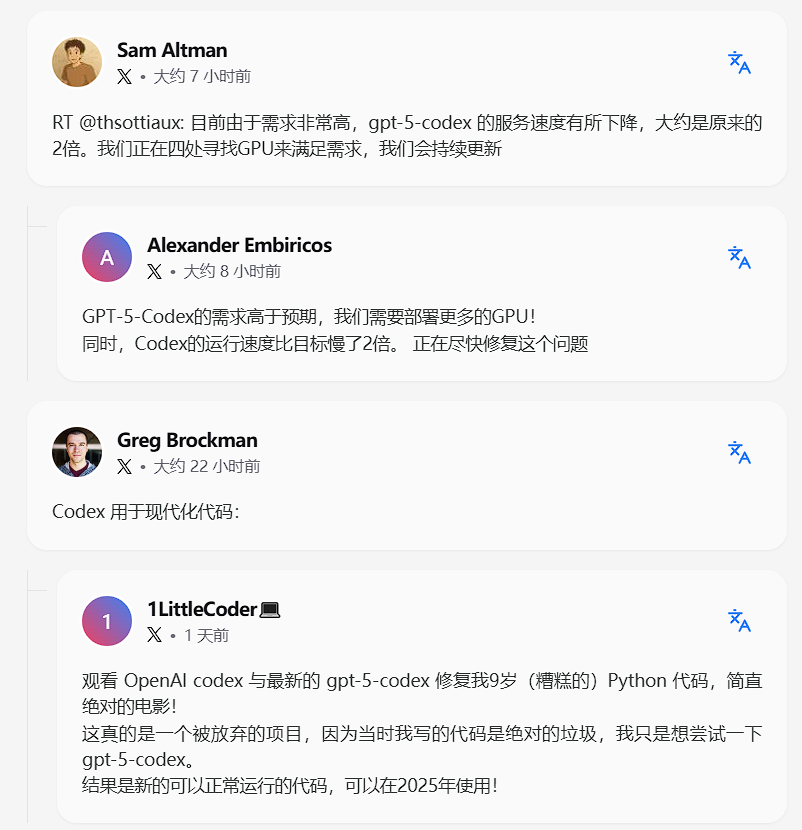 Sam Altman
X • 大约 7 小时前
RT @thsottiaux: 目前由于需求非常高，gpt-5-codex 的服务速度有所下降，大约是原来的
2倍。我们正在四处寻找GPU来满足需求，我们会持续更新
A
Alexander Embiricos
X • 大约 8 小时前
GPT-5-Codex的需求高于预期，我们需要部署更多的GPU！
同时，Codex的运行速度比目标慢了2倍。 正在尽快修复这个问题
Greg Brockman
X • 大约 22 小时前
Codex 用于现代化代码：
1
1LittleCoder💻
X • 1 天前
观看 OpenAI codex 与最新的 gpt-5-codex 修复我9岁（糟糕的）Python 代码，简直
绝对的电影！
这真的是一个被放弃的项目，因为当时我写的代码是绝对的垃圾，我只是想尝试一下
gpt-5-codex。
结果是新的可以正常运行的代码，可以在2025年使用！